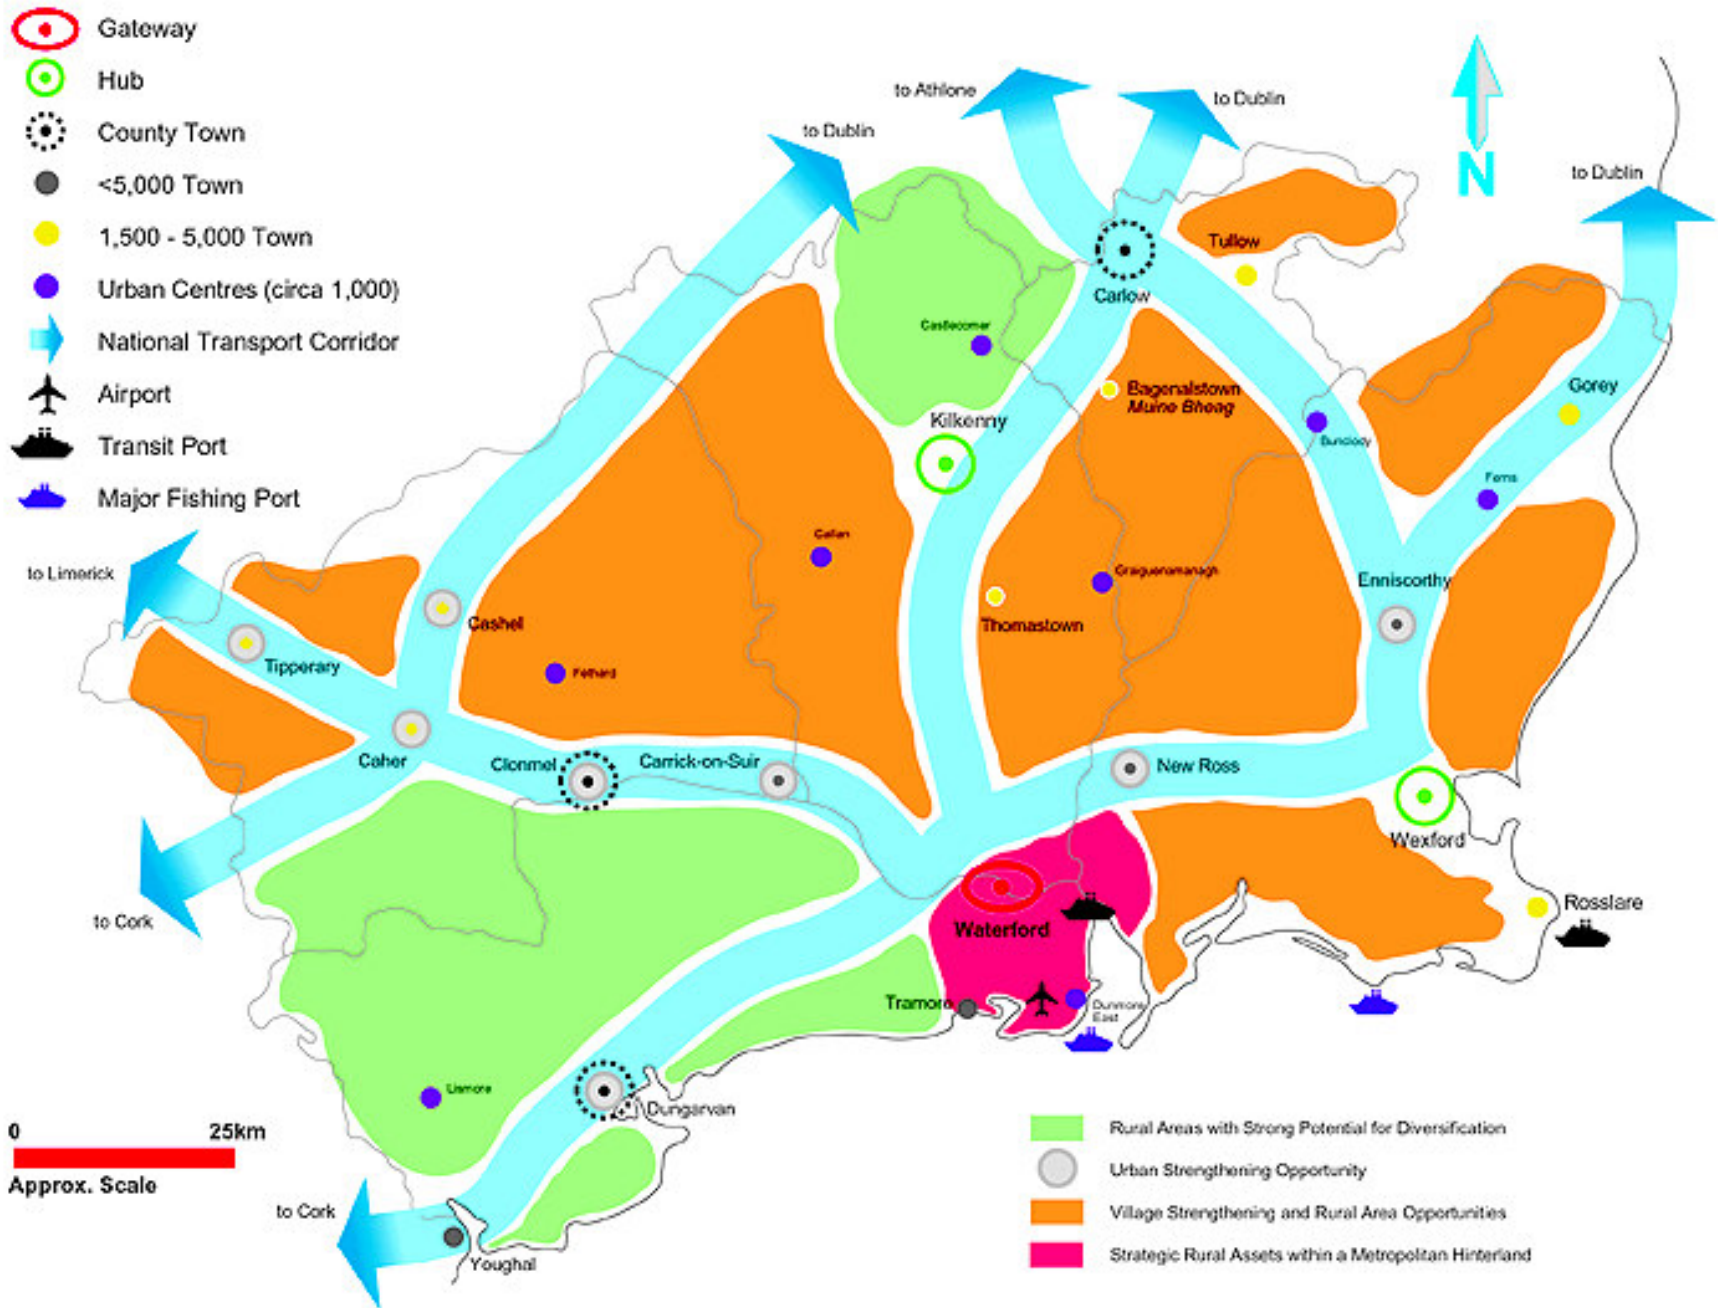 Gateway
Hub
County Town
<5,000 Town
1,500 - 5,000 Town
Urban Centres (circa 1,000)
National Transport Corridor
Airport
Transit Port
Major Fishing Port
to Athlone
to Dublin
to Dublin
to Dublin
N
Tullow
Carlow
Castlecomer
Bagenalstown
Muine Bheag
Gorey
Kilkenny
Bunclody
Ferns
Callan
to Limerick
Graiguenamanagh
Enniscorthy
Cashel
Thomastown
Tipperary
Fethard
Caher
Clonmel
Carrick-on-Suir
New Ross
Wexford
to Cork
Waterford
Rosslare
Tramore
Dunmore
East
Lismore
Dungarvan
0 25km
Approx. Scale
to Cork
Youghal
Rural Areas with Strong Potential for Diversification
Urban Strengthening Opportunity
Village Strengthening and Rural Area Opportunities
Strategic Rural Assets within a Metropolitan Hinterland